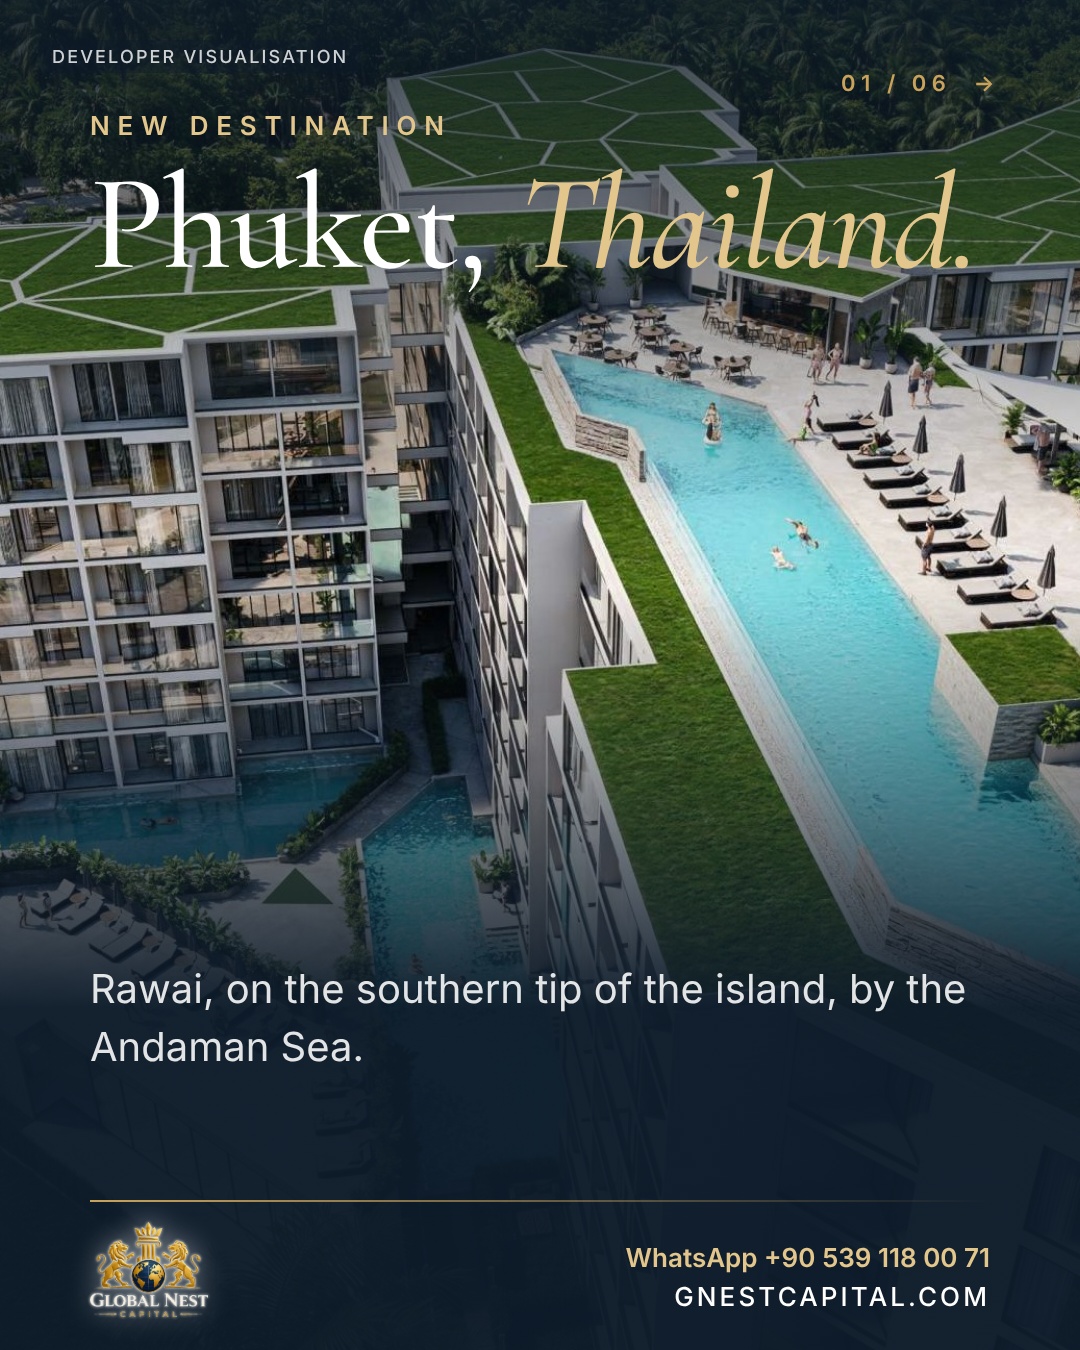 DEVELOPER VISUALISATION
01 / 06 →
NEW DESTINATION
Phuket, Thailand.
Rawai, on the southern tip of the island, by the
Andaman Sea.
GLOBAL NEST
CAPITAL
WhatsApp +90 539 118 00 71
GNESTCAPITAL.COM